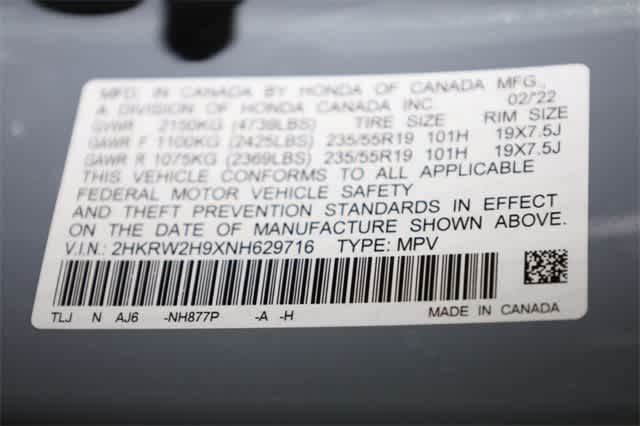 MFG. IN CANADA BY HONDA OF CANADA MFG.,
A DIVISION OF HONDA CANADA INC. 02/22
GVWR 2150KG (4739LBS) TIRE SIZE RIM SIZE
GAWR F 1100KG (2425LBS) 235/55R19 101H 19X7.5J
GAWR R 1075KG (2369LBS) 235/55R19 101H 19X7.5J
THIS VEHICLE CONFORMS TO ALL APPLICABLE
FEDERAL MOTOR VEHICLE SAFETY
AND THEFT PREVENTION STANDARDS IN EFFECT
ON THE DATE OF MANUFACTURE SHOWN ABOVE.
V.I.N.: 2HKRW2H9XNH629716 TYPE: MPV
TLJ N AJ6 -NH877P -A -H MADE IN CANADA